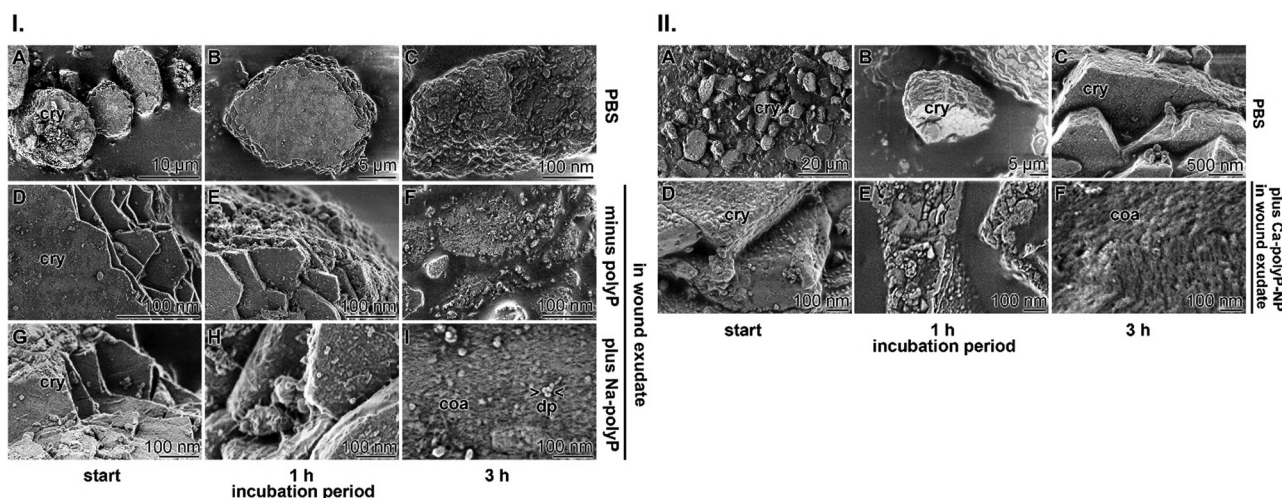 I.
II.
A
cry
10 µm
B
5 µm
C
100 nm
PBS
D
cry
100 nm
E
100 nm
F
100 nm
minus polyP
G
cry
100 nm
H
100 nm
I
coa
> <
dp
100 nm
plus Na-polyP
in wound exudate
start
1 h
3 h
incubation period
A
cry
20 µm
B
cry
5 µm
C
cry
500 nm
PBS
D
cry
100 nm
E
100 nm
F
coa
100 nm
plus Ca-polyP-NP
in wound exudate
start
1 h
3 h
incubation period